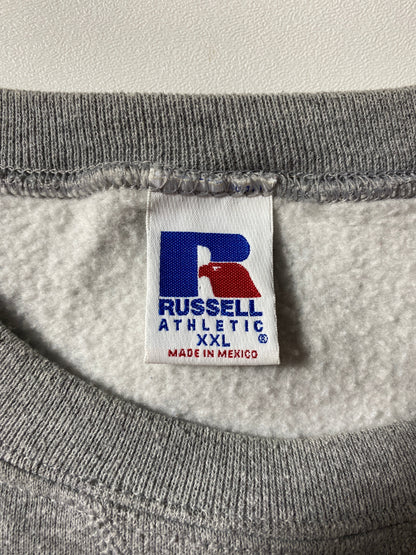 R
RUSSELL
ATHLETIC
XXL ®
MADE IN MEXICO